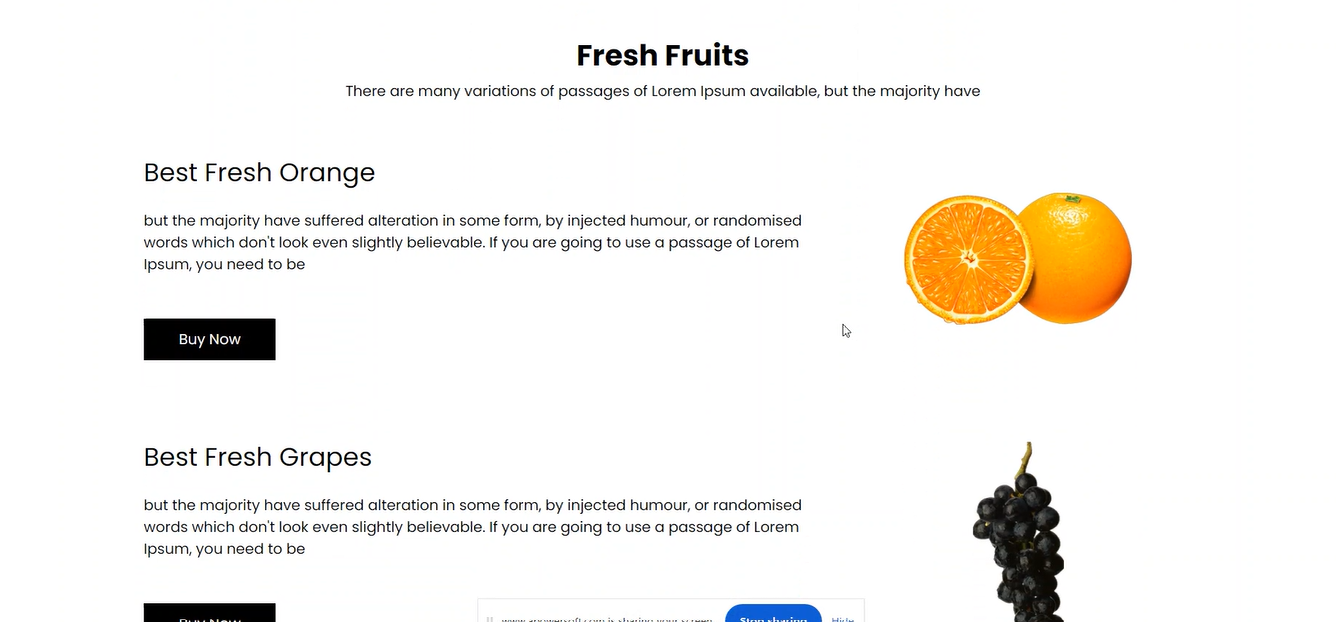 Fresh Fruits
There are many variations of passages of Lorem Ipsum available, but the majority have
Best Fresh Orange
but the majority have suffered alteration in some form, by injected humour, or randomised
words which don't look even slightly believable. If you are going to use a passage of Lorem
Ipsum, you need to be
Buy Now
Best Fresh Grapes
but the majority have suffered alteration in some form, by injected humour, or randomised
words which don't look even slightly believable. If you are going to use a passage of Lorem
Ipsum, you need to be
Buy Now
www.apowersoft.com is sharing your screen. Stop sharing Hide